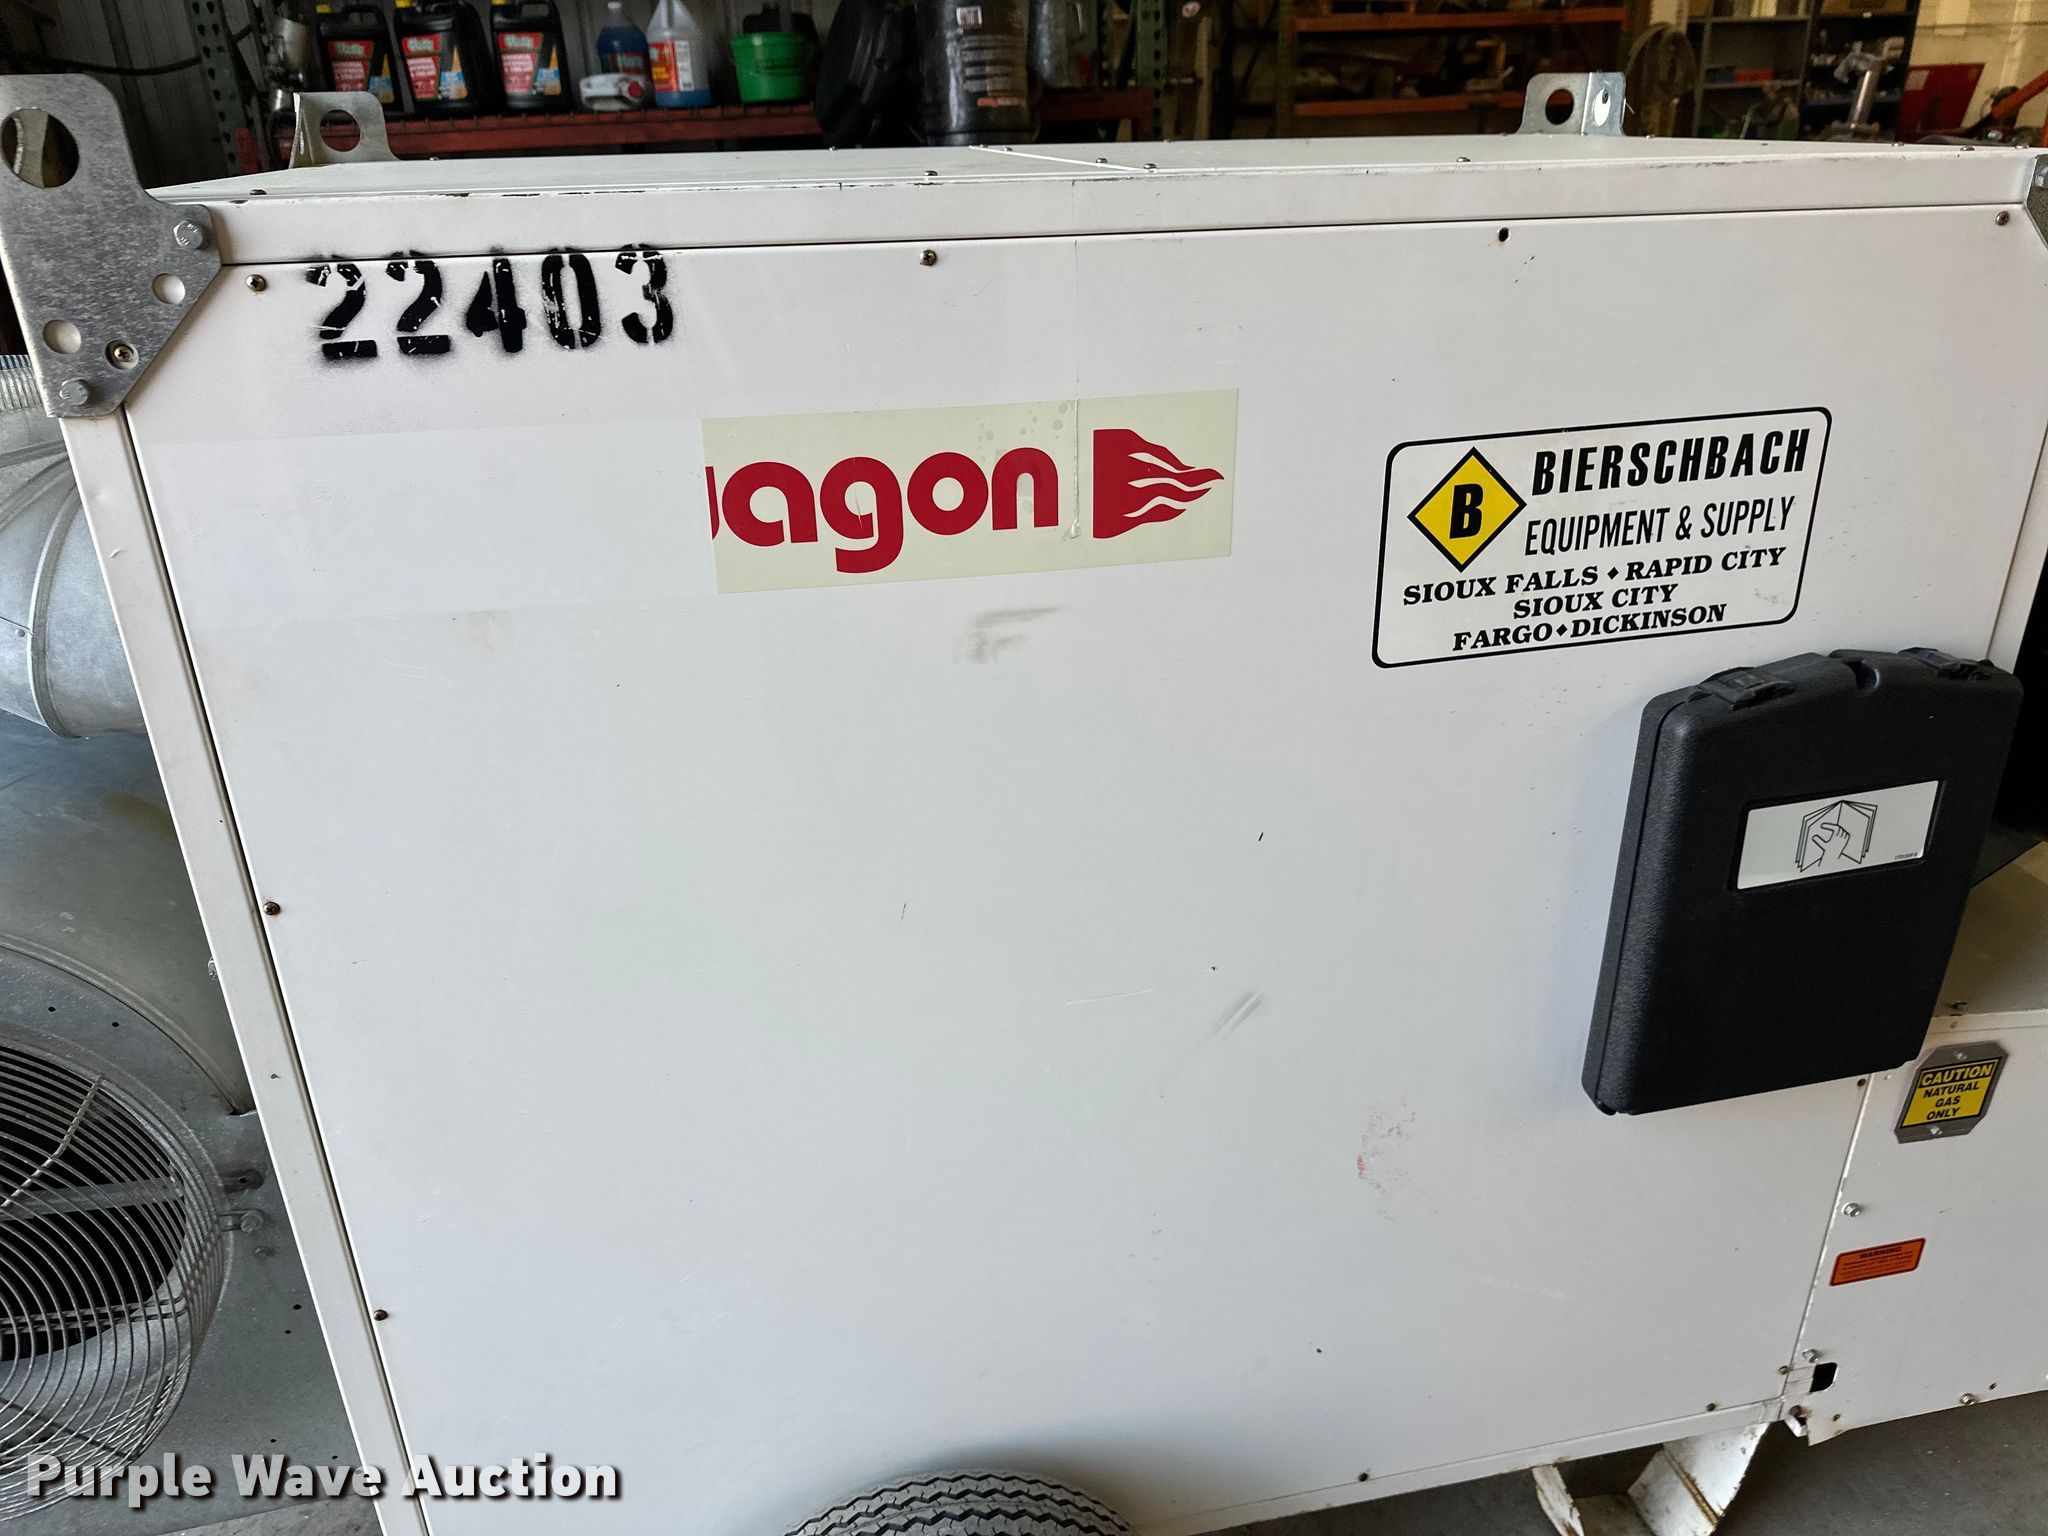 22403
wagon
B
BIERSCHBACH
EQUIPMENT & SUPPLY
SIOUX FALLS ♦ RAPID CITY
SIOUX CITY
FARGO♦DICKINSON
CAUTION
NATURAL
GAS
ONLY
WARNING
Purple Wave Auction